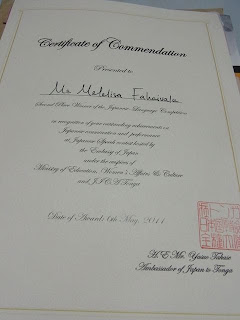 Certificate of Commendation
Presented to
Ms Melelisa Fahaivalu
Second Place Winner of the Japanese Language Competition
in recognition of your outstanding achievement in
Japanese enunciation and performance
at Japanese Speech contest hosted by
the Embassy of Japan
under the auspices of
Ministry of Education, Women's Affairs & Culture
and JICA Tonga
Date of Awards 6th May, 2011
H.E Mr. Yasuo Takase
Ambassador of Japan to Tonga